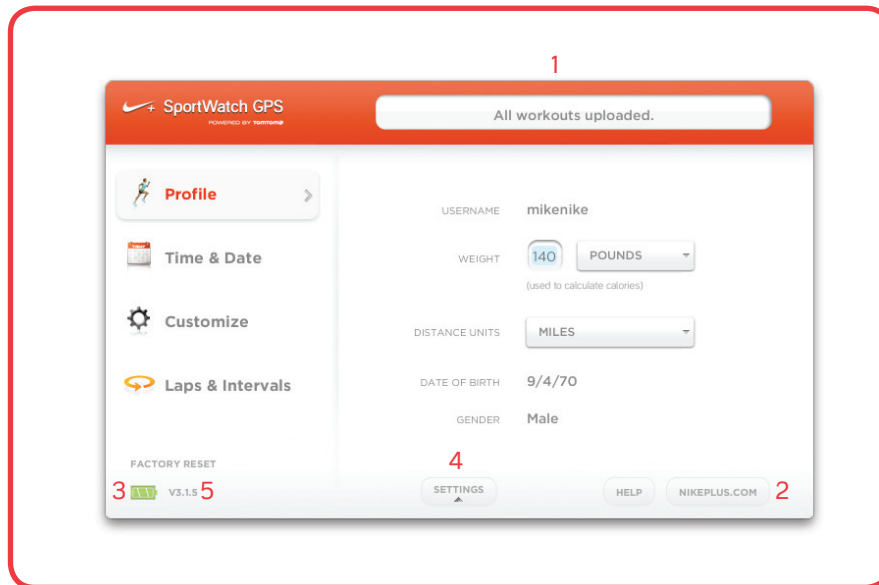 1
SportWatch GPS
POWERED BY TOMTOM
All workouts uploaded.
Profile
Time & Date
Customize
Laps & Intervals
USERNAME mikenike
WEIGHT 140 POUNDS
(used to calculate calories)
DISTANCE UNITS MILES
DATE OF BIRTH 9/4/70
GENDER Male
FACTORY RESET
4
3 V3.1.5 5
SETTINGS
HELP
NIKEPLUS.COM 2